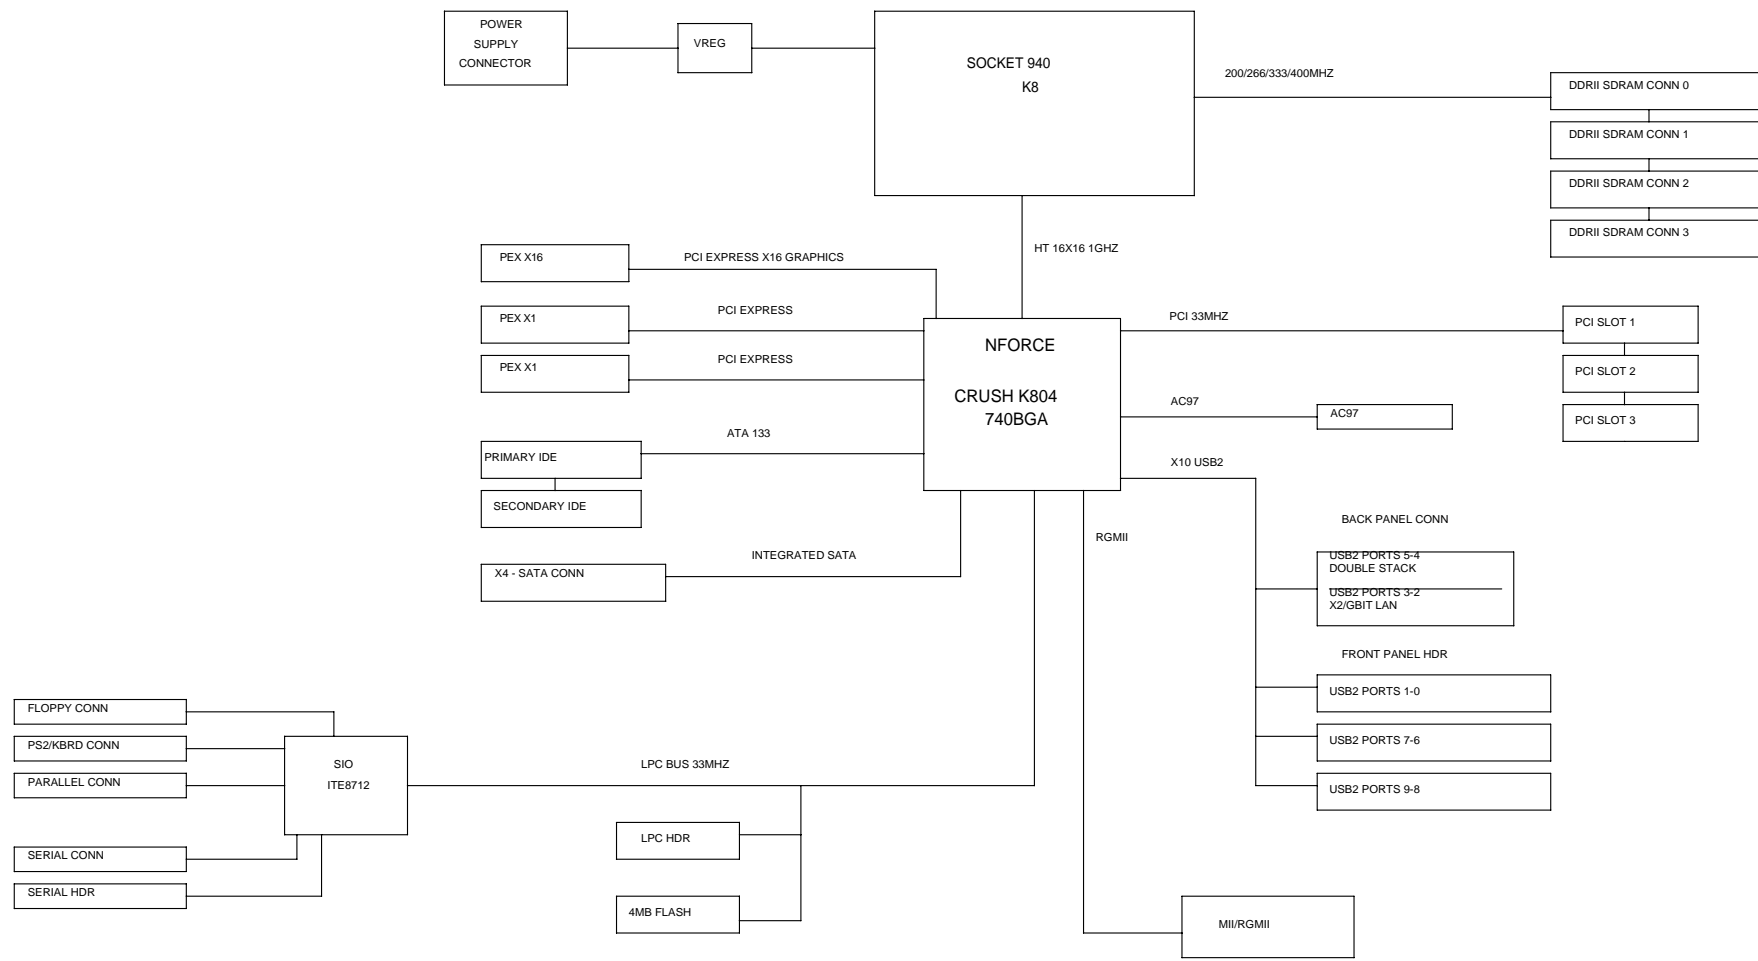 POWER
SUPPLY
CONNECTOR
VREG
SOCKET 940
K8
200/266/333/400MHZ
DDRII SDRAM CONN 0
DDRII SDRAM CONN 1
DDRII SDRAM CONN 2
DDRII SDRAM CONN 3
HT 16X16 1GHZ
PEX X16
PCI EXPRESS X16 GRAPHICS
PEX X1
PCI EXPRESS
PEX X1
PCI EXPRESS
NFORCE
CRUSH K804
740BGA
PCI 33MHZ
PCI SLOT 1
PCI SLOT 2
PCI SLOT 3
AC97
AC97
ATA 133
PRIMARY IDE
SECONDARY IDE
X10 USB2
BACK PANEL CONN
RGMII
INTEGRATED SATA
X4 - SATA CONN
USB2 PORTS 5-4
DOUBLE STACK
USB2 PORTS 3-2
X2/GBIT LAN
FRONT PANEL HDR
USB2 PORTS 1-0
USB2 PORTS 7-6
USB2 PORTS 9-8
FLOPPY CONN
PS2/KBRD CONN
PARALLEL CONN
SIO
ITE8712
LPC BUS 33MHZ
LPC HDR
SERIAL CONN
SERIAL HDR
4MB FLASH
MII/RGMII